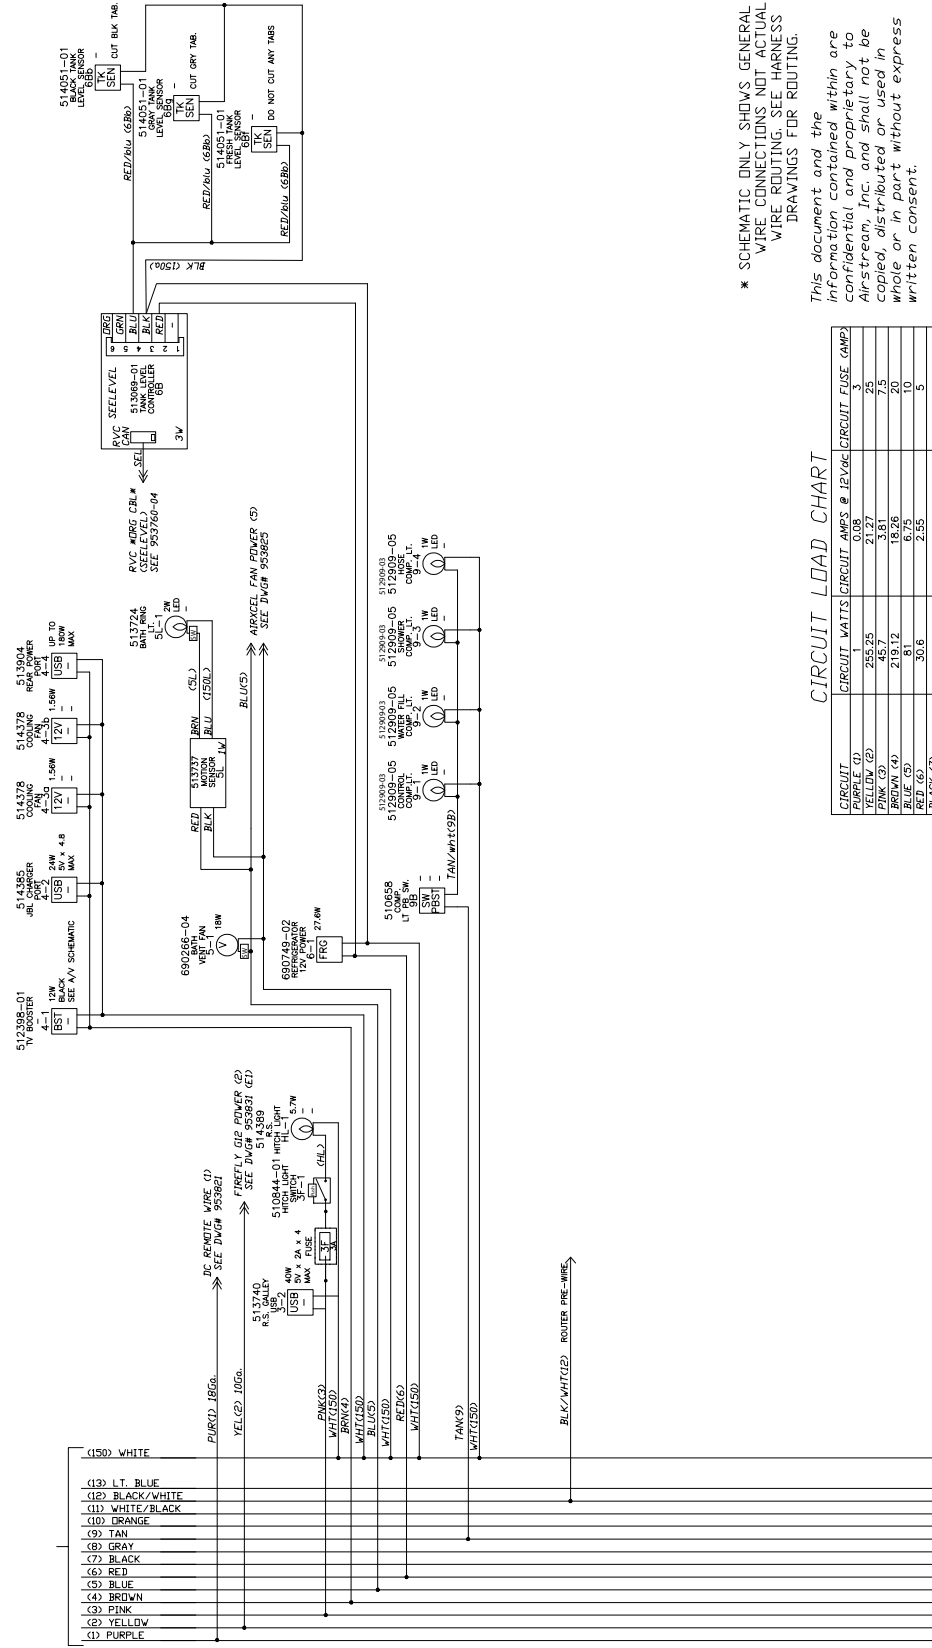 514051-01
BLACK TANK
LEVEL SENSOR
6Bb
TK
SEN
-
CUT BLK TAB.
RED/blu (6Bb)
514051-01
GRAY TANK
LEVEL SENSOR
6Bg
TK
SEN
-
CUT GRY TAB.
RED/blu (6Bb)
514051-01
FRESH TANK
LEVEL SENSOR
6Bf
TK
SEN
-
DO NOT CUT ANY TABS
RED/blu (6Bb)
BLK (150a)
ORG
GRN
BLU
BLK
RED
-
6
5
4
3
2
1
SEELEVEL
513069-01
TANK LEVEL
CONTROLLER
6B
RVC
CAN
3W
SEL
RVC *ORG CBL*
(SEELEVEL)
SEE 953760-04
513904
REAR POWER
PORT
4-4
USB
-
UP TO
180W
MAX
514378
COOLING
FAN
4-3b
12V
-
1.56W
-
514378
COOLING
FAN
4-3a
12V
-
1.56W
-
514385
JBL CHARGER
PORT
4-2
USB
-
24W
5V x 4.8
MAX
512398-01
TV BOOSTER
-
4-1
BST
-
12W
BLACK
SEE A/V SCHEMATIC
513724
BATH RING
LT.
5L-1
2W
LED
-
SW
(5L)
(150L)
BRN
BLU
513737
MOTION
SENSOR
5L
1W
RED
BLK
BLU(5)
AIRXCEL FAN POWER (5)
SEE DWG# 953825
690266-04
BATH
VENT FAN
5-1
V
18W
-
SW
690749-02
REFRIGERATOR
12V POWER
6-1
FRG
27.6W
-
512909-03
512909-05
HOSE
COMP. LT.
9-4
1W
LED
-
512909-03
512909-05
SHOWER
COMP. LT.
9-3
1W
LED
-
512909-03
512909-05
WATER FILL
COMP. LT.
9-2
1W
LED
-
512909-03
512909-05
CONTROL
COMP. LT.
9-1
1W
LED
-
TAN/wht(9B)
510658
COMP.
LT PB SW.
9B
SW
PBST
-
-
DC REMOTE WIRE (1)
SEE DWG# 953821
FIREFLY G12 POWER (2)
SEE DWG# 953831 (E1)
514389
R.S.
HITCH LIGHT
HL-1
5.7W
-
-
(HL)
510844-01
HITCH LIGHT
SWITCH
3F-1
FUSE
3F
3A
513740
R.S. GALLEY
USB
3-2
USB
-
40W
5V x 2A x 4
MAX
PUR(1) 18Ga.
YEL(2) 10Ga.
PNK(3)
WHT(150)
BRN(4)
WHT(150)
BLU(5)
WHT(150)
RED(6)
WHT(150)
TAN(9)
WHT(150)
BLK/WHT(12)
ROUTER PRE-WIRE
(150) WHITE
(13) LT. BLUE
(12) BLACK/WHITE
(11) WHITE/BLACK
(10) ORANGE
(9) TAN
(8) GRAY
(7) BLACK
(6) RED
(5) BLUE
(4) BROWN
(3) PINK
(2) YELLOW
(1) PURPLE
* SCHEMATIC ONLY SHOWS GENERAL
WIRE CONNECTIONS NOT ACTUAL
WIRE ROUTING. SEE HARNESS
DRAWINGS FOR ROUTING.
This document and the
information contained within are
confidential and proprietary to
Airstream, Inc. and shall not be
copied, distributed or used in
whole or in part without express
written consent.
CIRCUIT LOAD CHART
CIRCUIT CIRCUIT WATTS CIRCUIT AMPS @ 12Vdc CIRCUIT FUSE (AMP)
PURPLE (1) 1 0.08 3
YELLOW (2) 255.25 21.27 25
PINK (3) 45.7 3.81 7.5
BROWN (4) 219.12 18.26 20
BLUE (5) 81 6.75 10
RED (6) 30.6 2.55 5
BLACK (7)